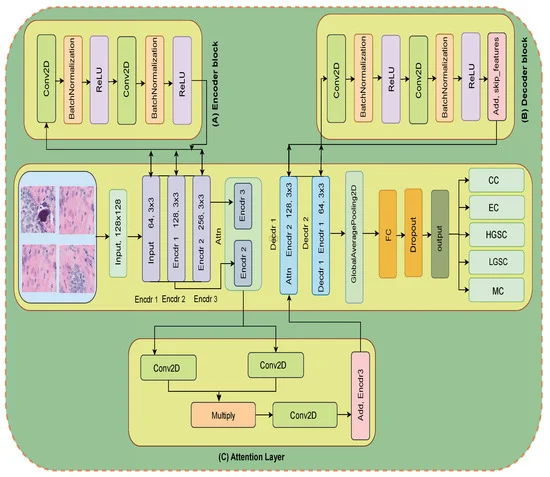 Conv2D
BatchNormalization
ReLU
Conv2D
BatchNormalization
ReLU
(A) Encoder block
Conv2D
BatchNormalization
ReLU
Conv2D
BatchNormalization
ReLU
Add, skip_features
(B) Decoder block
Input, 128x128
Input 64, 3x3
Encdr 1 128, 3x3
Encdr 2 256, 3x3
Attn
Encdr 3
Encdr 2
Encdr 1 Encdr 2 Encdr 3
Decdr 1
Attn Encdr 2 128, 3x3
Decdr 2
Decdr 1 Encdr 1 64, 3x3
GlobalAveragePooling2D
FC
Dropout
output
CC
EC
HGSC
LGSC
MC
Conv2D
Conv2D
Multiply
Conv2D
Add, Encdr3
(C) Attention Layer